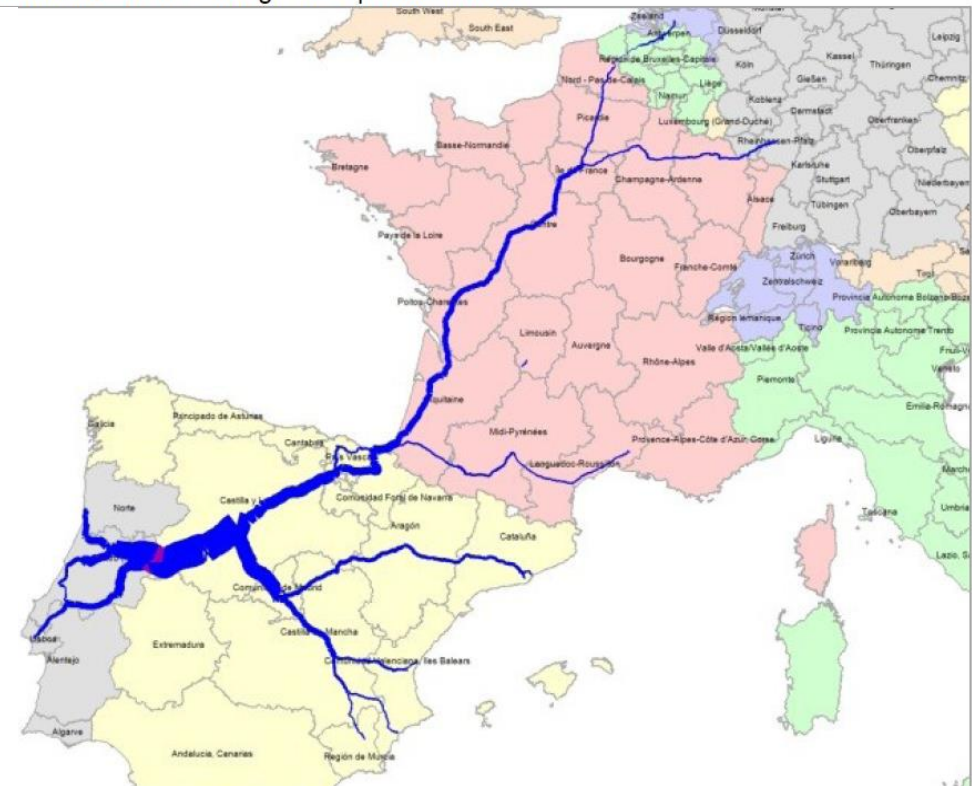 South West
South East
Zeeland
Antwerpen
Düsseldorf
Leipzig
Kassel
Thüringen
Köln
Région de Bruxelles-Capitale
Gießen
Chemnitz
Nord - Pas-de-Calais
Liège
Namur
Koblenz
Darmstadt
Oberfranken
Picardie
Luxembourg (Grand-Duché)
Rheinhessen-Pfalz
Oberpfalz
Basse-Normandie
Bretagne
Île de France
Champagne-Ardenne
Karlsruhe
Stuttgart
Niederbayern
Alsace
Tübingen
Oberbayern
Centre
Freiburg
Pays de la Loire
Bourgogne
Franche-Comté
Zürich
Vorarlberg
Tirol
Zentralschweiz
Poitou-Charentes
Provincia Autonoma Bolzano-Boze
Région lémanique
Ticino
Provincia Autonoma Trento
Limousin
Auvergne
Valle d'Aosta/Vallée d'Aoste
Friuli-V
Rhône-Alpes
Veneto
Piemonte
Aquitaine
Emilia-Romagna
Galicia
Principado de Asturias
Midi-Pyrénées
Provence-Alpes-Côte d'Azur, Corse
Liguria
Cantabria
País Vasco
Languedoc-Roussillon
Marche
Castilla y L
Comunidad Foral de Navarra
Norte
Toscana
Umbria
Aragón
Cataluña
Lazio, S
Comunidad de Madrid
Lisboa
Castilla-la Mancha
Extremadura
Alentejo
Comunidad Valenciana, Iles Balears
Algarve
Andalucia, Canaries
Región de Murcia